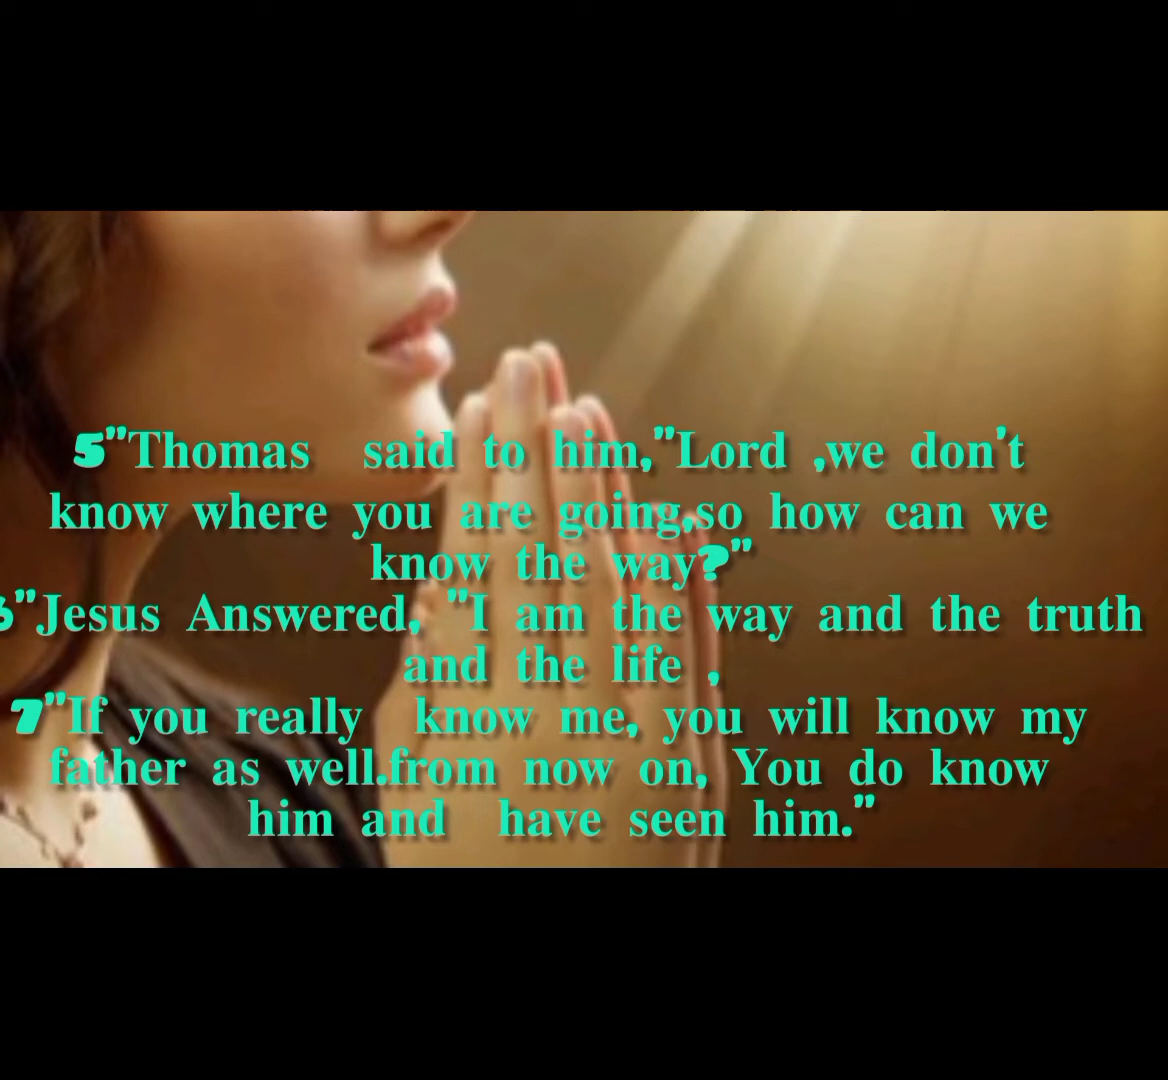 5"Thomas said to him,"Lord ,we don't
know where you are going,so how can we
know the way?"
6"Jesus Answered, "I am the way and the truth
and the life ,
7"If you really know me, you will know my
father as well.from now on, You do know
him and have seen him."